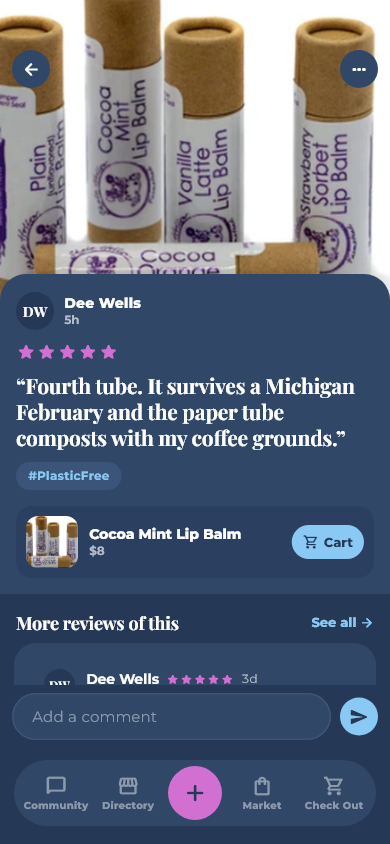 Plain
(unflavored)
Lip Balm
Cocoa
Mint
Lip Balm
Vanilla
Latte
Lip Balm
Strawberry
Sorbet
Lip Balm
Cocoa
Orange
DW
Dee Wells
5h
“Fourth tube. It survives a Michigan
February and the paper tube
composts with my coffee grounds.”
#PlasticFree
Cocoa Mint Lip Balm
$8
Cart
More reviews of this
See all →
DW
Dee Wells
3d
Add a comment
Community
Directory
Market
Check Out